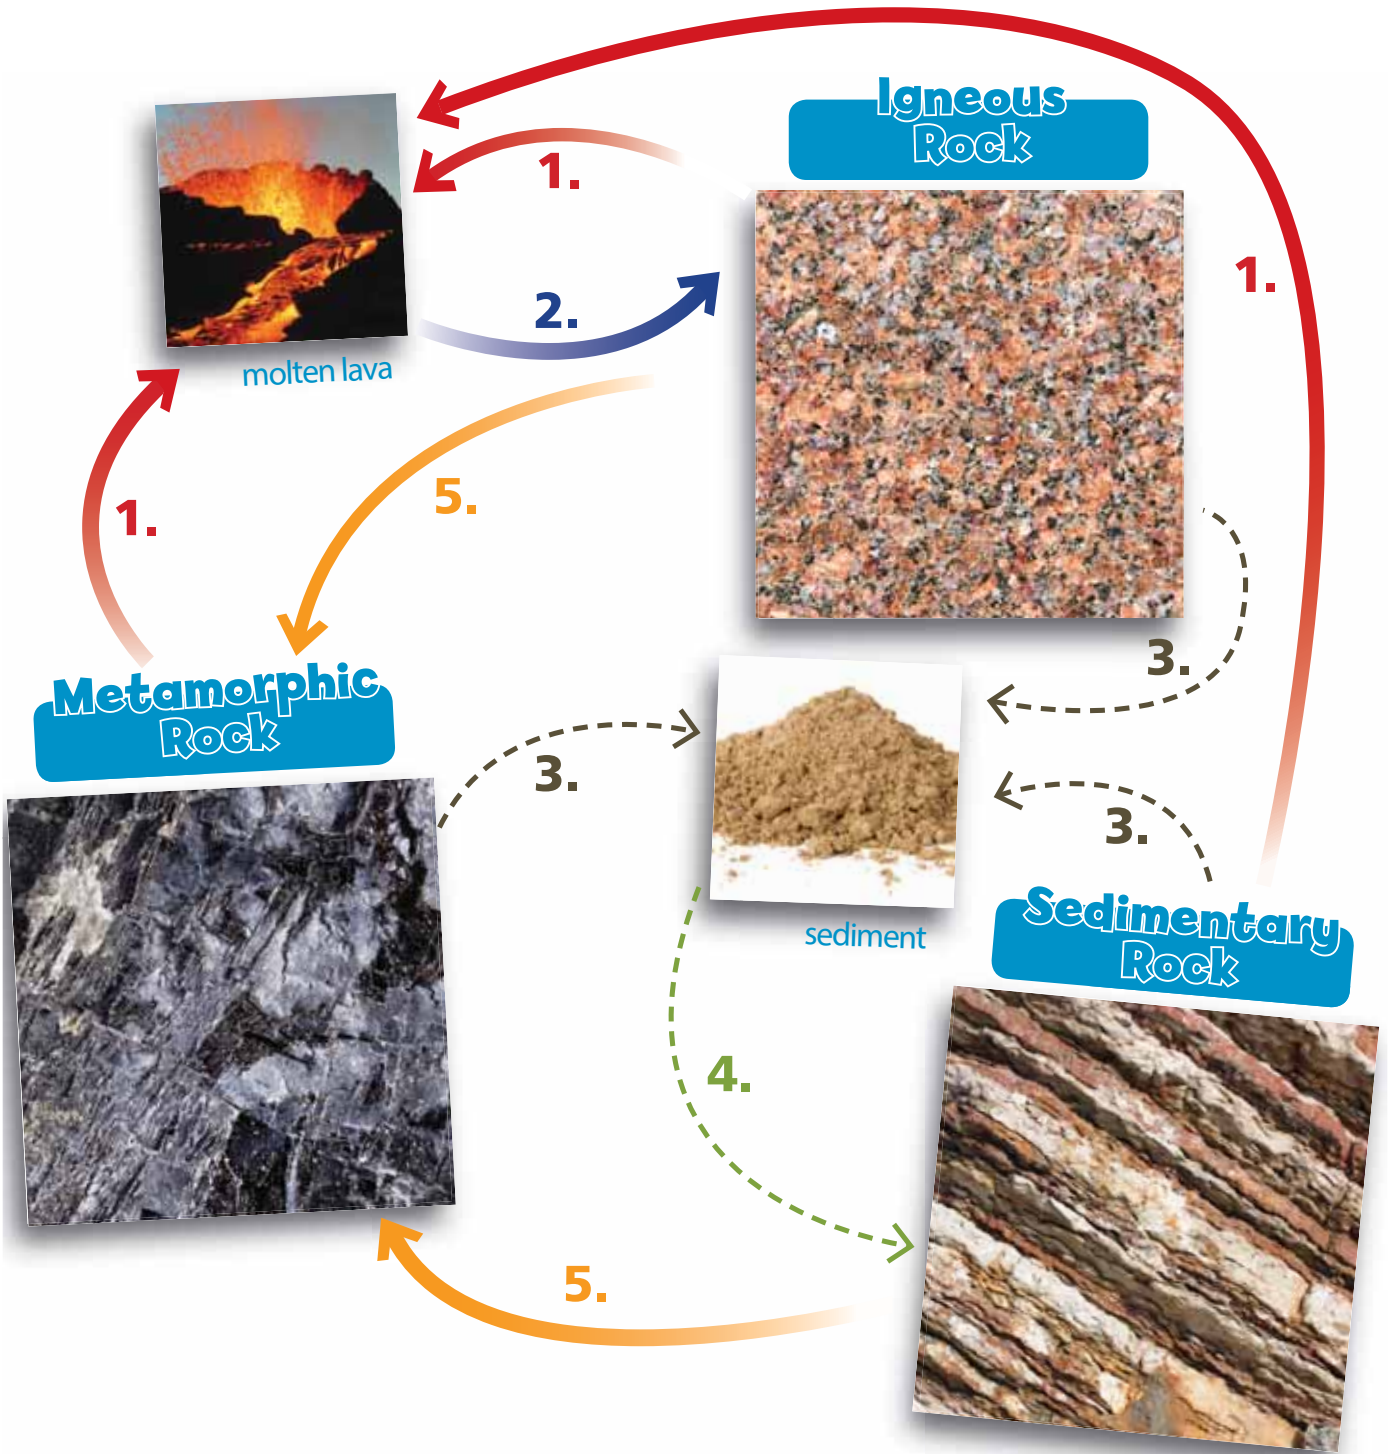 Igneous
Rock
1.
1.
2.
molten lava
5.
1.
3.
Metamorphic
Rock
3.
3.
sediment
Sedimentary
Rock
4.
5.